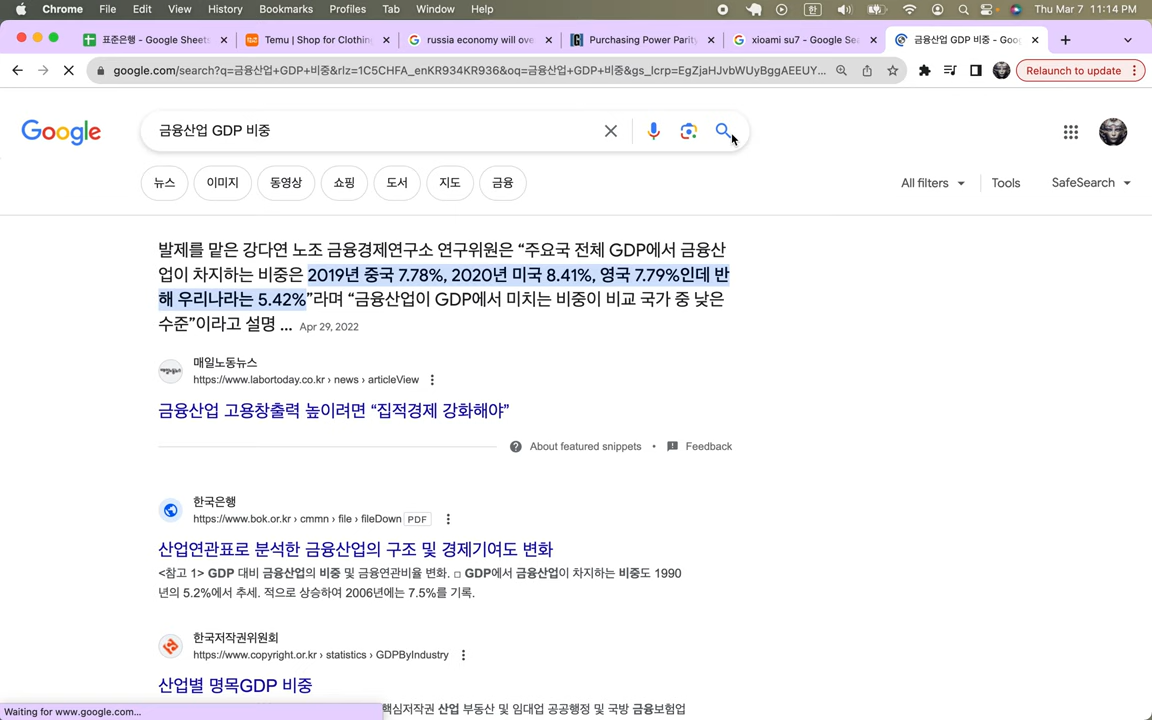 Chrome File Edit View History Bookmarks Profiles Tab Window Help 한 Thu Mar 7 11:14 PM
표준은행 - Google Sheets
Temu | Shop for Clothin
russia economy will ove
Purchasing Power Parity
xioami su7 - Google Sea
금융산업 GDP 비중 - Goo
google.com/search?q=금융산업+GDP+비중&rlz=1C5CHFA_enKR934KR936&oq=금융산업+GDP+비중&gs_lcrp=EgZjaHJvbWUyBggAEEUY...
Relaunch to update
Google
금융산업 GDP 비중
뉴스 이미지 동영상 쇼핑 도서 지도 금융
All filters Tools SafeSearch
발제를 맡은 강다연 노조 금융경제연구소 연구위원은 “주요국 전체 GDP에서 금융산
업이 차지하는 비중은 2019년 중국 7.78%, 2020년 미국 8.41%, 영국 7.79%인데 반
해 우리나라는 5.42%”라며 “금융산업이 GDP에서 미치는 비중이 비교 국가 중 낮은
수준”이라고 설명 ... Apr 29, 2022
매일노동뉴스
https://www.labortoday.co.kr › news › articleView
금융산업 고용창출력 높이려면 “집적경제 강화해야”
About featured snippets • Feedback
한국은행
https://www.bok.or.kr › cmmn › file › fileDown PDF
산업연관표로 분석한 금융산업의 구조 및 경제기여도 변화
<참고 1> GDP 대비 금융산업의 비중 및 금융연관비율 변화. □ GDP에서 금융산업이 차지하는 비중도 1990
년의 5.2%에서 추세. 적으로 상승하여 2006년에는 7.5%를 기록.
한국저작권위원회
https://www.copyright.or.kr › statistics › GDPByIndustry
산업별 명목GDP 비중
핵심저작권 산업 부동산 및 임대업 공공행정 및 국방 금융보험업
Waiting for www.google.com...